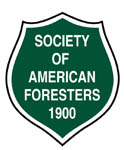 SOCIETY
OF
AMERICAN
FORESTERS
1900